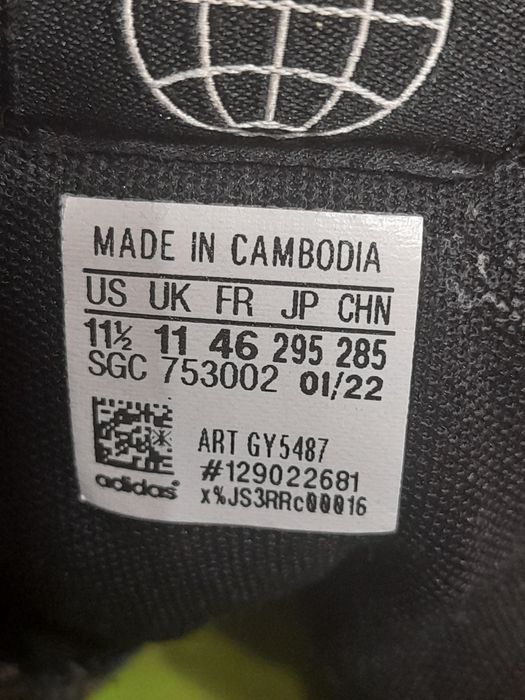 MADE IN CAMBODIA
US UK FR JP CHN
11½ 11 46 295 285
SGC 753002 01/22
ART GY5487
#129022681
adidas
x%JS3RRc00016